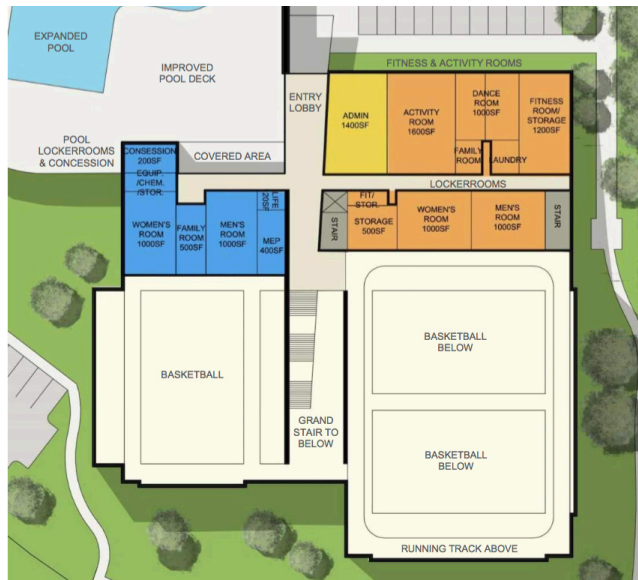 EXPANDED
POOL
IMPROVED
POOL DECK
FITNESS & ACTIVITY ROOMS
ENTRY
LOBBY
ADMIN
1400SF
ACTIVITY
ROOM
1600SF
DANCE
ROOM
1000SF
FITNESS
ROOM/
STORAGE
1200SF
FAMILY
ROOM
LAUNDRY
POOL
LOCKERROOMS
& CONCESSION
CONSESSION
200SF
COVERED AREA
EQUIP.
/CHEM.
/STOR.
LOCKERROOMS
WOMEN'S
ROOM
1000SF
FAMILY
ROOM
500SF
MEN'S
ROOM
1000SF
LIFE
20SF
MEP
400SF
STAIR
FIT/
STOR.
STORAGE
500SF
WOMEN'S
ROOM
1000SF
MEN'S
ROOM
1000SF
STAIR
BASKETBALL
BASKETBALL
BELOW
GRAND
STAIR TO
BELOW
BASKETBALL
BELOW
RUNNING TRACK ABOVE